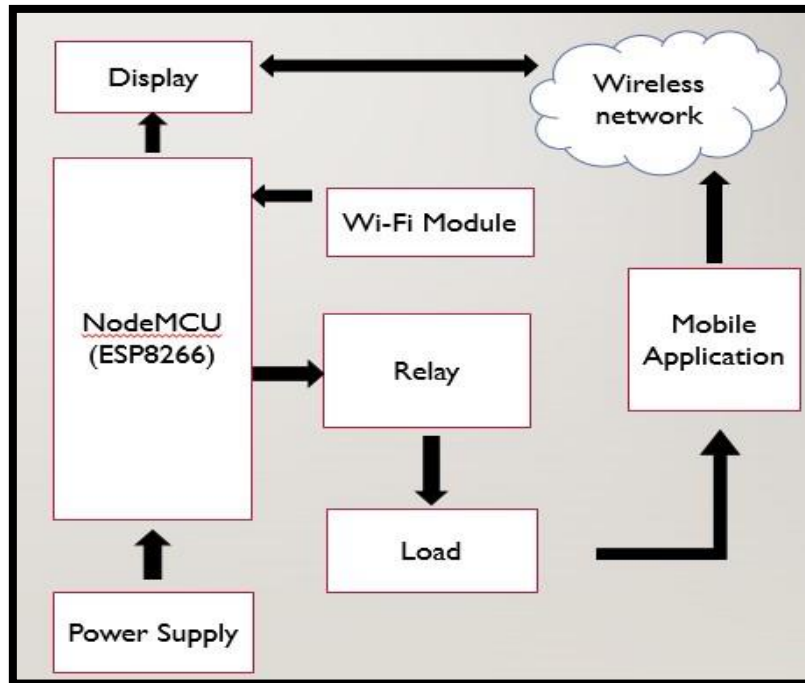 Display
Wireless
network
Wi-Fi Module
NodeMCU
(ESP8266)
Relay
Mobile
Application
Load
Power Supply